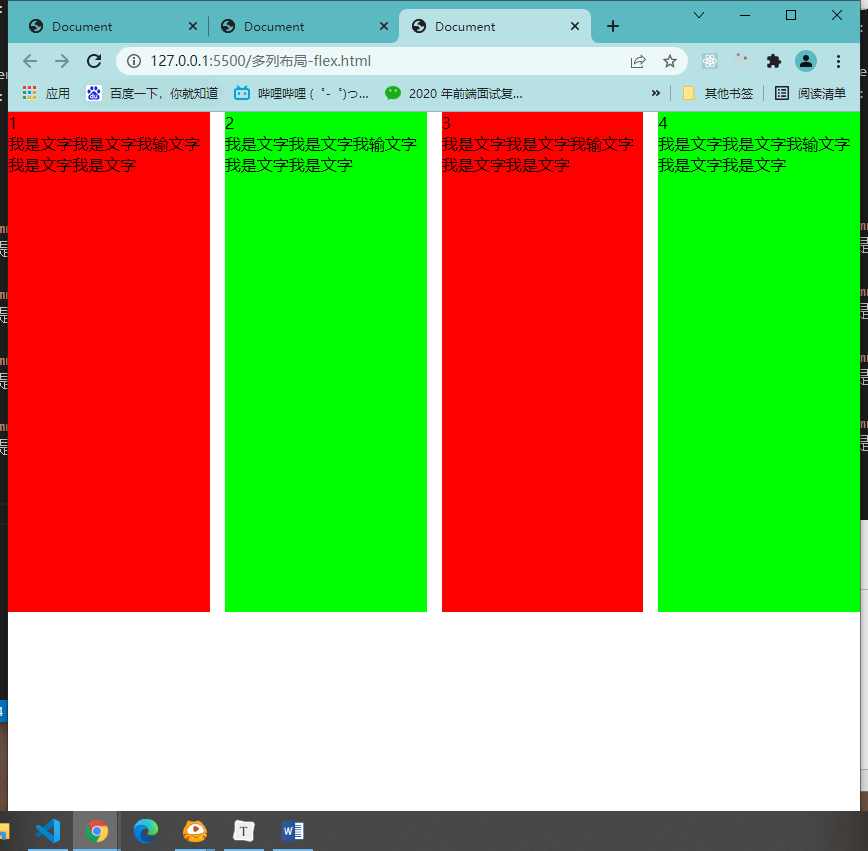 Document
Document
Document
127.0.0.1:5500/多列布局-flex.html
应用
百度一下，你就知道
哔哩哔哩 (゜-゜)つ...
2020 年前端面试复...
»
其他书签
阅读清单
1
我是文字我是文字我输文字
我是文字我是文字
2
我是文字我是文字我输文字
我是文字我是文字
3
我是文字我是文字我输文字
我是文字我是文字
4
我是文字我是文字我输文字
我是文字我是文字
T
W